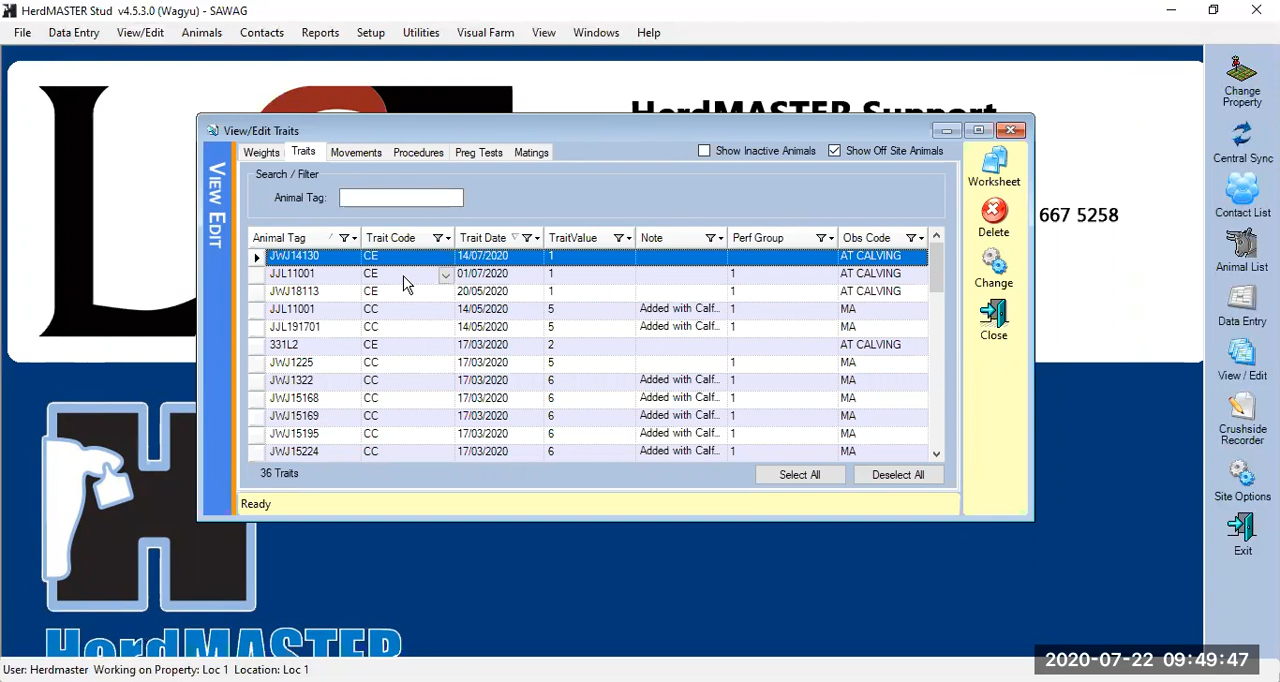 HerdMASTER Stud v4.5.3.0 (Wagyu) - SAWAG
File Data Entry View/Edit Animals Contacts Reports Setup Utilities Visual Farm View Windows Help
HerdMASTER Support
667 5258
View/Edit Traits
Weights Traits Movements Procedures Preg Tests Matings
Show Inactive Animals Show Off Site Animals
VIEW EDIT
Search / Filter
Animal Tag:
Animal Tag Trait Code Trait Date TraitValue Note Perf Group Obs Code
JWJ14130 CE 14/07/2020 1 AT CALVING
JJL11001 CE 01/07/2020 1 1 AT CALVING
JWJ18113 CE 20/05/2020 1 1 AT CALVING
JJL11001 CC 14/05/2020 5 Added with Calf... 1 MA
JJL191701 CC 14/05/2020 5 Added with Calf... 1 MA
331L2 CE 17/03/2020 2 AT CALVING
JWJ1225 CC 17/03/2020 5 1 MA
JWJ1322 CC 17/03/2020 6 Added with Calf... 1 MA
JWJ15168 CC 17/03/2020 6 Added with Calf... 1 MA
JWJ15169 CC 17/03/2020 6 Added with Calf... 1 MA
JWJ15195 CC 17/03/2020 6 Added with Calf... 1 MA
JWJ15224 CC 17/03/2020 6 Added with Calf... 1 MA
36 Traits
Select All Deselect All
Ready
Worksheet
Delete
Change
Close
Change
Property
Central Sync
Contact List
Animal List
Data Entry
View / Edit
Crushside
Recorder
Site Options
Exit
HerdMASTER
User: Herdmaster Working on Property: Loc 1 Location: Loc 1
2020-07-22 09:49:47